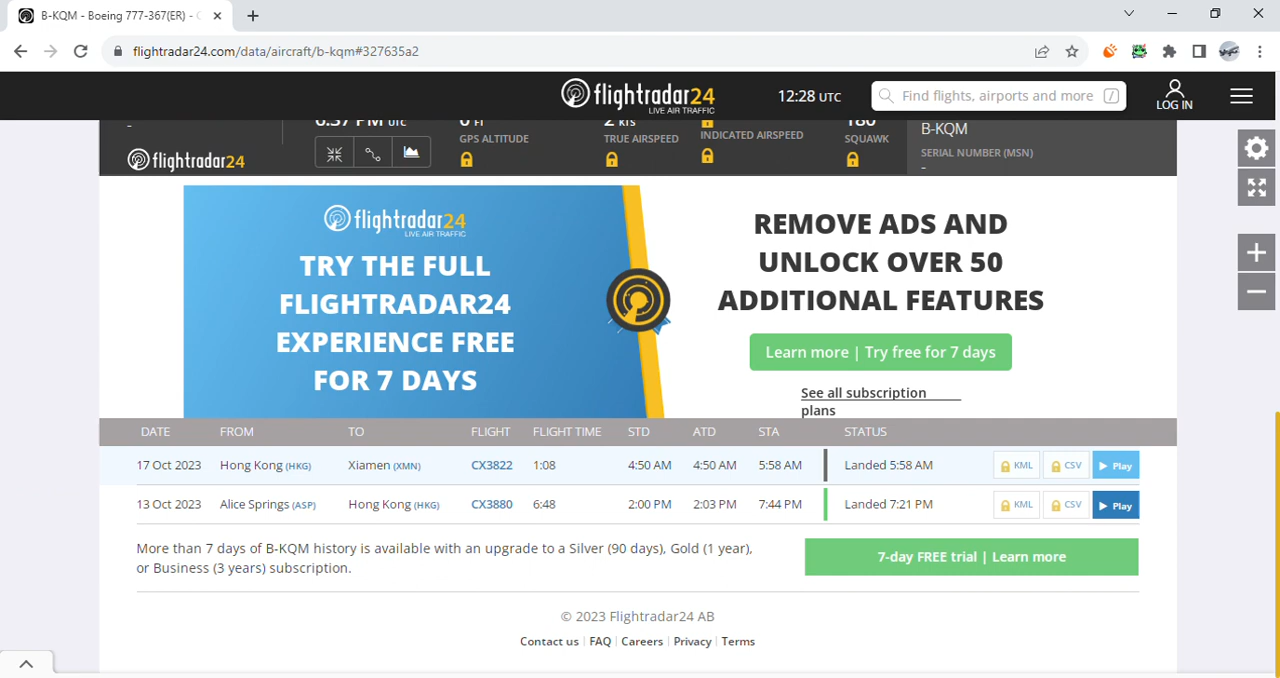 B-KQM - Boeing 777-367(ER) - C
flightradar24.com/data/aircraft/b-kqm#327635a2
flightradar24
LIVE AIR TRAFFIC
12:28 UTC
Find flights, airports and more /
LOG IN
-
flightradar24
6:37 PM UTC
0 FT
GPS ALTITUDE
2 kts
TRUE AIRSPEED
INDICATED AIRSPEED
SQUAWK
B-KQM
SERIAL NUMBER (MSN)
-
flightradar24
LIVE AIR TRAFFIC
TRY THE FULL
FLIGHTRADAR24
EXPERIENCE FREE
FOR 7 DAYS
REMOVE ADS AND
UNLOCK OVER 50
ADDITIONAL FEATURES
Learn more | Try free for 7 days
See all subscription
plans
DATE FROM TO FLIGHT FLIGHT TIME STD ATD STA STATUS
17 Oct 2023 Hong Kong (HKG) Xiamen (XMN) CX3822 1:08 4:50 AM 4:50 AM 5:58 AM Landed 5:58 AM KML CSV Play
13 Oct 2023 Alice Springs (ASP) Hong Kong (HKG) CX3880 6:48 2:00 PM 2:03 PM 7:44 PM Landed 7:21 PM KML CSV Play
More than 7 days of B-KQM history is available with an upgrade to a Silver (90 days), Gold (1 year),
or Business (3 years) subscription.
7-day FREE trial | Learn more
© 2023 Flightradar24 AB
Contact us | FAQ | Careers | Privacy | Terms